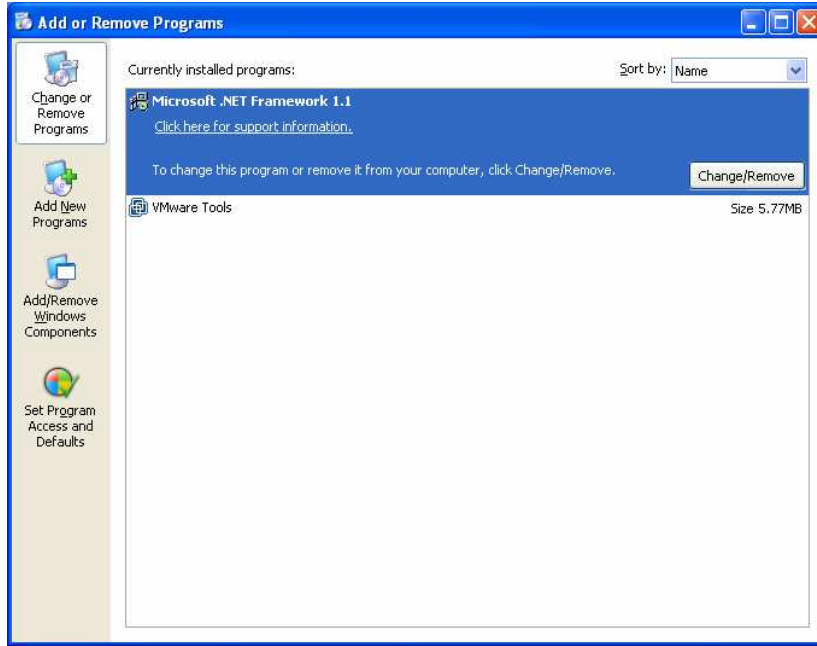 Add or Remove Programs
Change or
Remove
Programs
Add New
Programs
Add/Remove
Windows
Components
Set Program
Access and
Defaults
Currently installed programs:
Sort by: Name
Microsoft .NET Framework 1.1
Click here for support information.
To change this program or remove it from your computer, click Change/Remove.
Change/Remove
VMware Tools Size 5.77MB